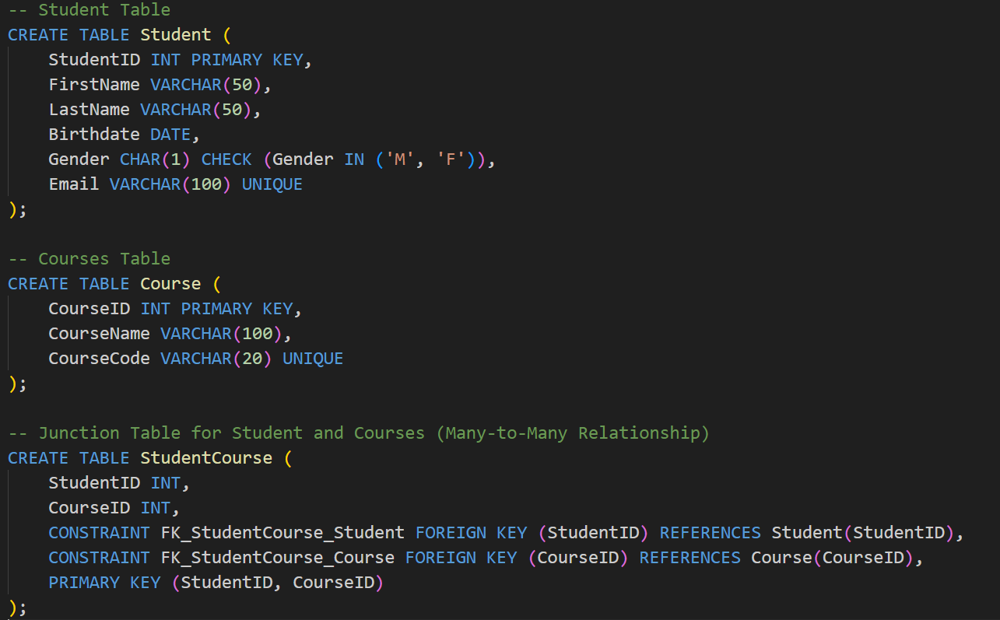 -- Student Table
CREATE TABLE Student (
    StudentID INT PRIMARY KEY,
    FirstName VARCHAR(50),
    LastName VARCHAR(50),
    Birthdate DATE,
    Gender CHAR(1) CHECK (Gender IN ('M', 'F')),
    Email VARCHAR(100) UNIQUE
);

-- Courses Table
CREATE TABLE Course (
    CourseID INT PRIMARY KEY,
    CourseName VARCHAR(100),
    CourseCode VARCHAR(20) UNIQUE
);

-- Junction Table for Student and Courses (Many-to-Many Relationship)
CREATE TABLE StudentCourse (
    StudentID INT,
    CourseID INT,
    CONSTRAINT FK_StudentCourse_Student FOREIGN KEY (StudentID) REFERENCES Student(StudentID),
    CONSTRAINT FK_StudentCourse_Course FOREIGN KEY (CourseID) REFERENCES Course(CourseID),
    PRIMARY KEY (StudentID, CourseID)
);